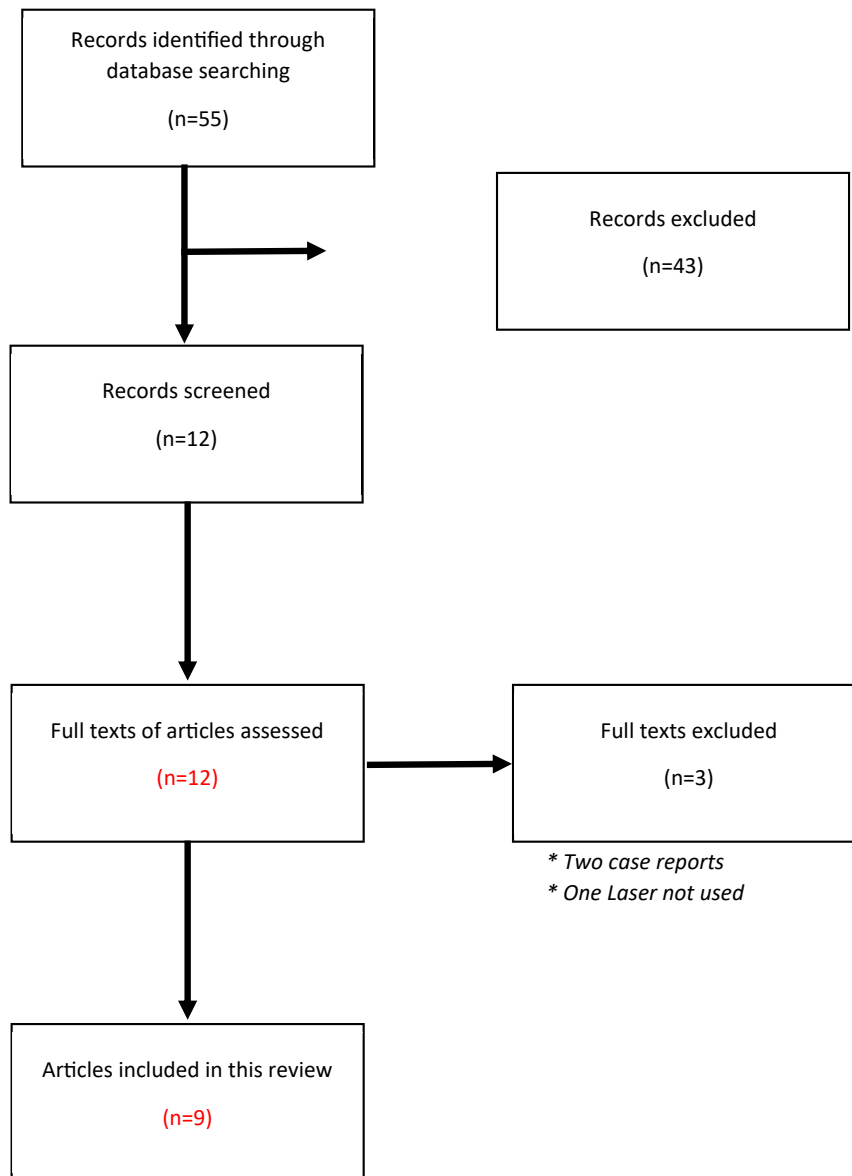 Records identified through
database searching
(n=55)
Records excluded
(n=43)
Records screened
(n=12)
Full texts of articles assessed
(n=12)
Full texts excluded
(n=3)
* Two case reports
* One Laser not used
Articles included in this review
(n=9)